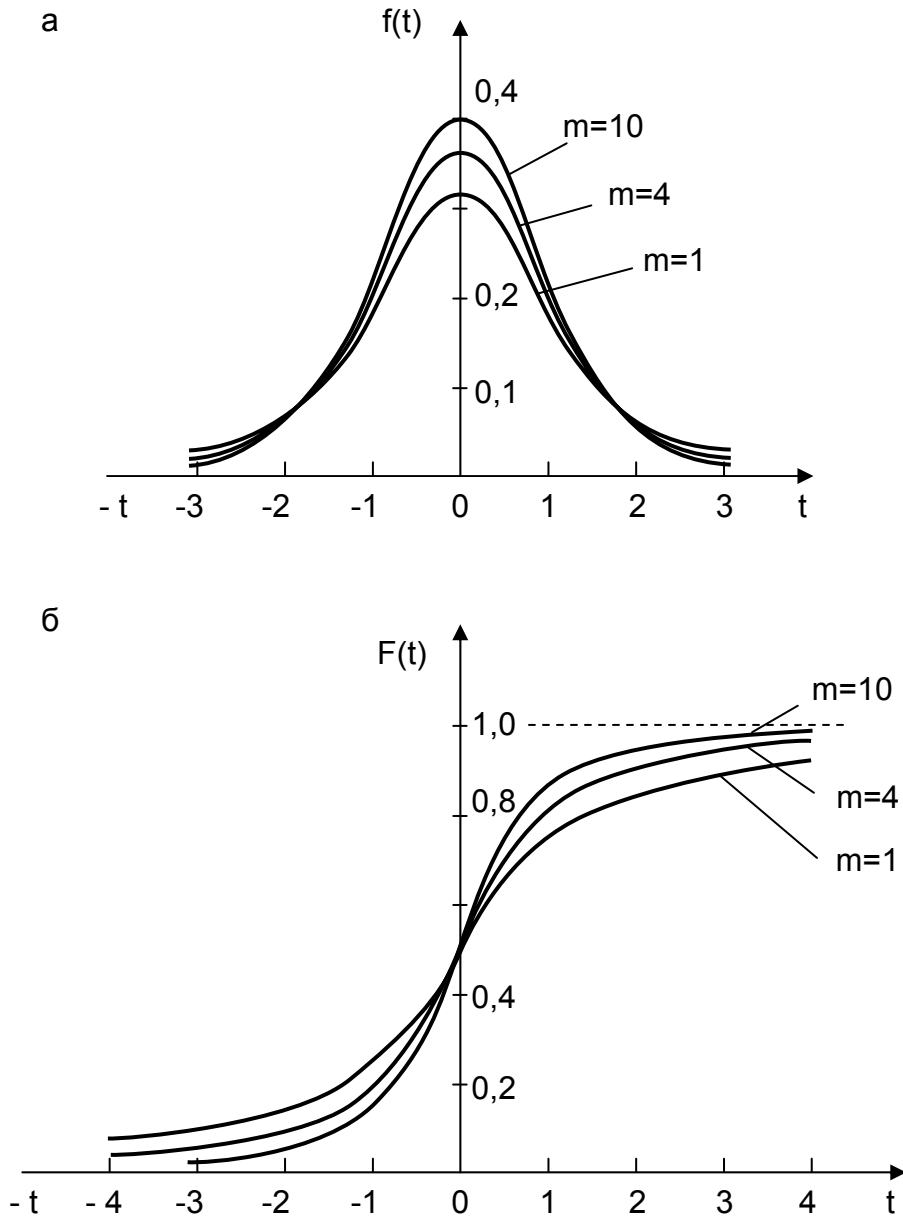 а
f(t)
0,4
m=10
m=4
m=1
0,2
0,1
- t -3 -2 -1 0 1 2 3 t
б
F(t)
m=10
1,0
0,8
m=4
m=1
0,4
0,2
- t - 4 -3 -2 -1 0 1 2 3 4 t